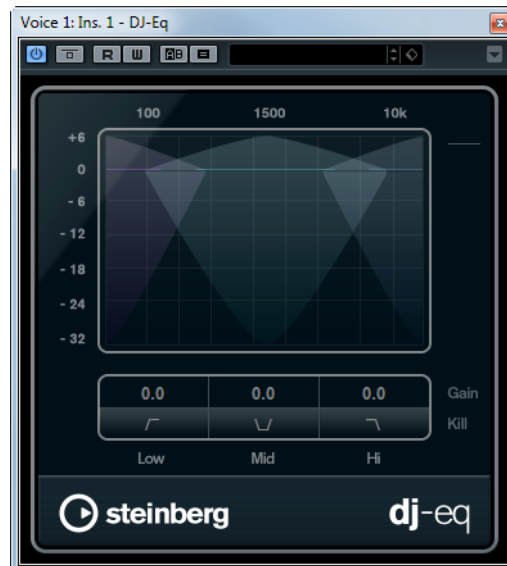 Voice 1: Ins. 1 - DJ-Eq
R W AB
100 1500 10k
+6
0
- 6
- 12
- 18
- 24
- 32
0.0 0.0 0.0 Gain
Kill
Low Mid Hi
steinberg dj-eq